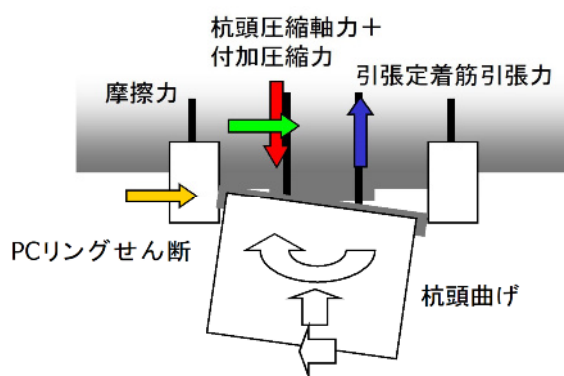 杭頭圧縮軸力＋
付加圧縮力
引張定着筋引張力
摩擦力
PCリングせん断
杭頭曲げ